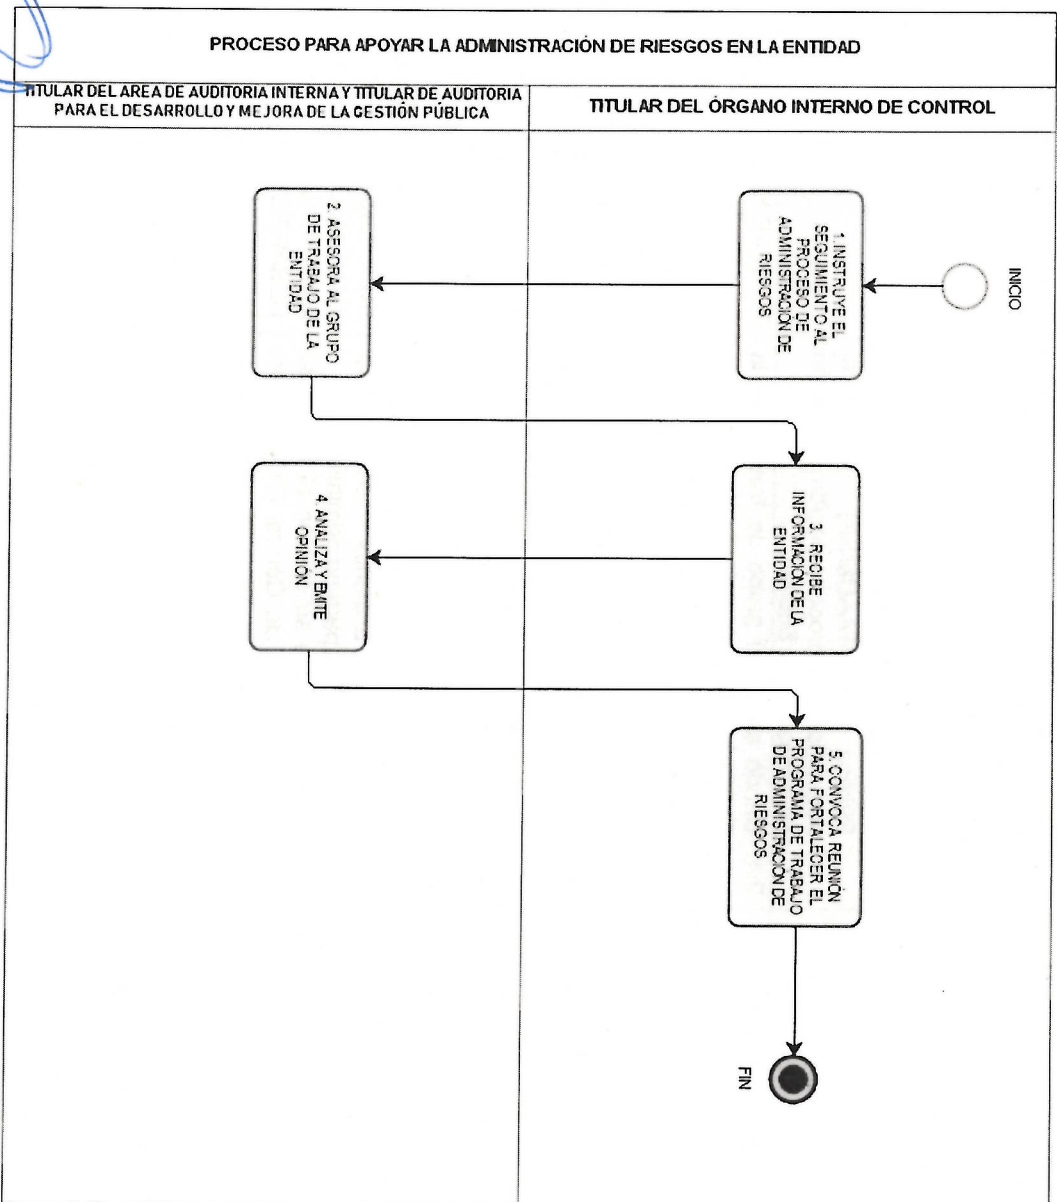 PROCESO PARA APOYAR LA ADMINISTRACIÓN DE RIESGOS EN LA ENTIDAD
TITULAR DEL AREA DE AUDITORIA INTERNA Y TITULAR DE AUDITORIA
PARA EL DESARROLLO Y MEJORA DE LA GESTIÓN PÚBLICA
TITULAR DEL ÓRGANO INTERNO DE CONTROL
INICIO
1. INSTRUYE EL
SEGUIMIENTO AL
PROCESO DE
ADMINISTRACIÓN DE
RIESGOS
2. ASESORA AL GRUPO
DE TRABAJO DE LA
ENTIDAD
3. RECIBE
INFORMACIÓN DE LA
ENTIDAD
4. ANALIZA Y EMITE
OPINIÓN
5. CONVOCA REUNIÓN
PARA FORTALECER EL
PROGRAMA DE TRABAJO
DE ADMINISTRACIÓN DE
RIESGOS
FIN